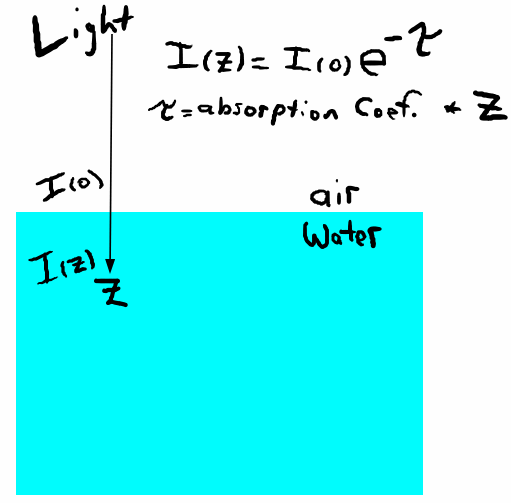 Light
I(z) = I(0) e^-τ
τ = absorption Coef. * Z
I(0)
air
Water
I(z)
Z